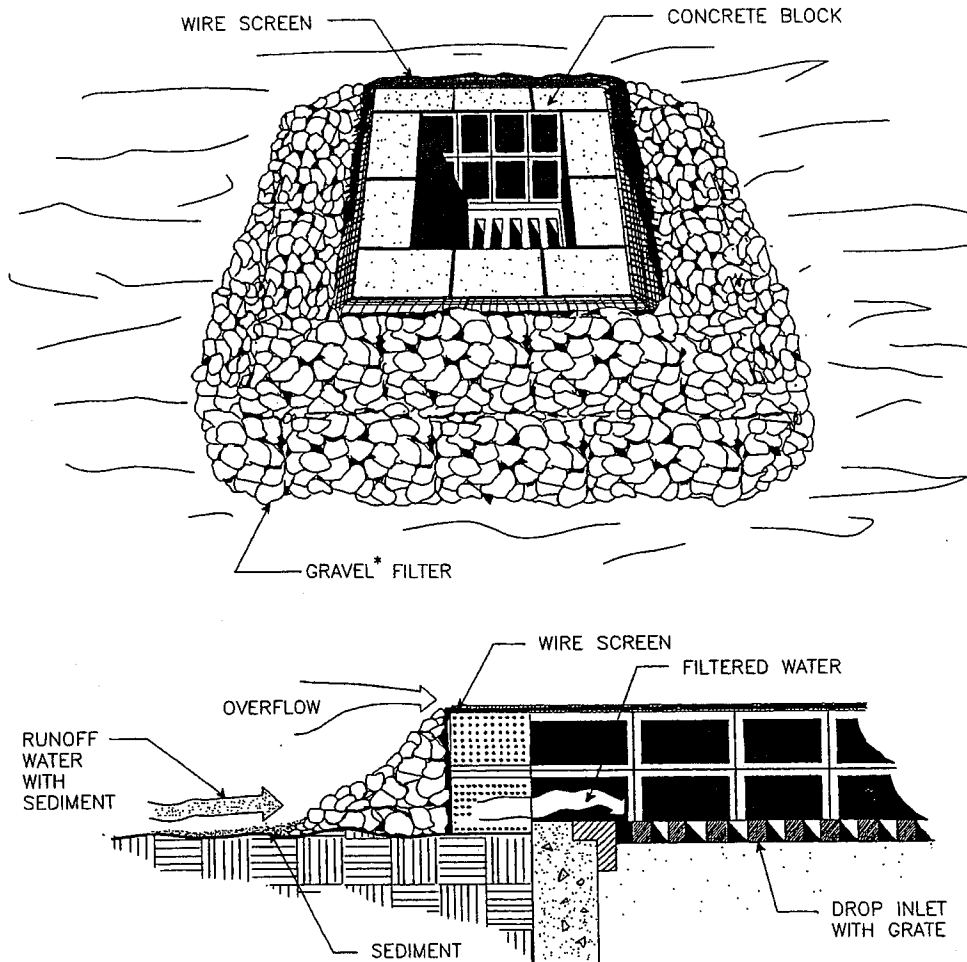 WIRE SCREEN
CONCRETE BLOCK
GRAVEL* FILTER
WIRE SCREEN
FILTERED WATER
OVERFLOW
RUNOFF
WATER
WITH
SEDIMENT
SEDIMENT
DROP INLET
WITH GRATE